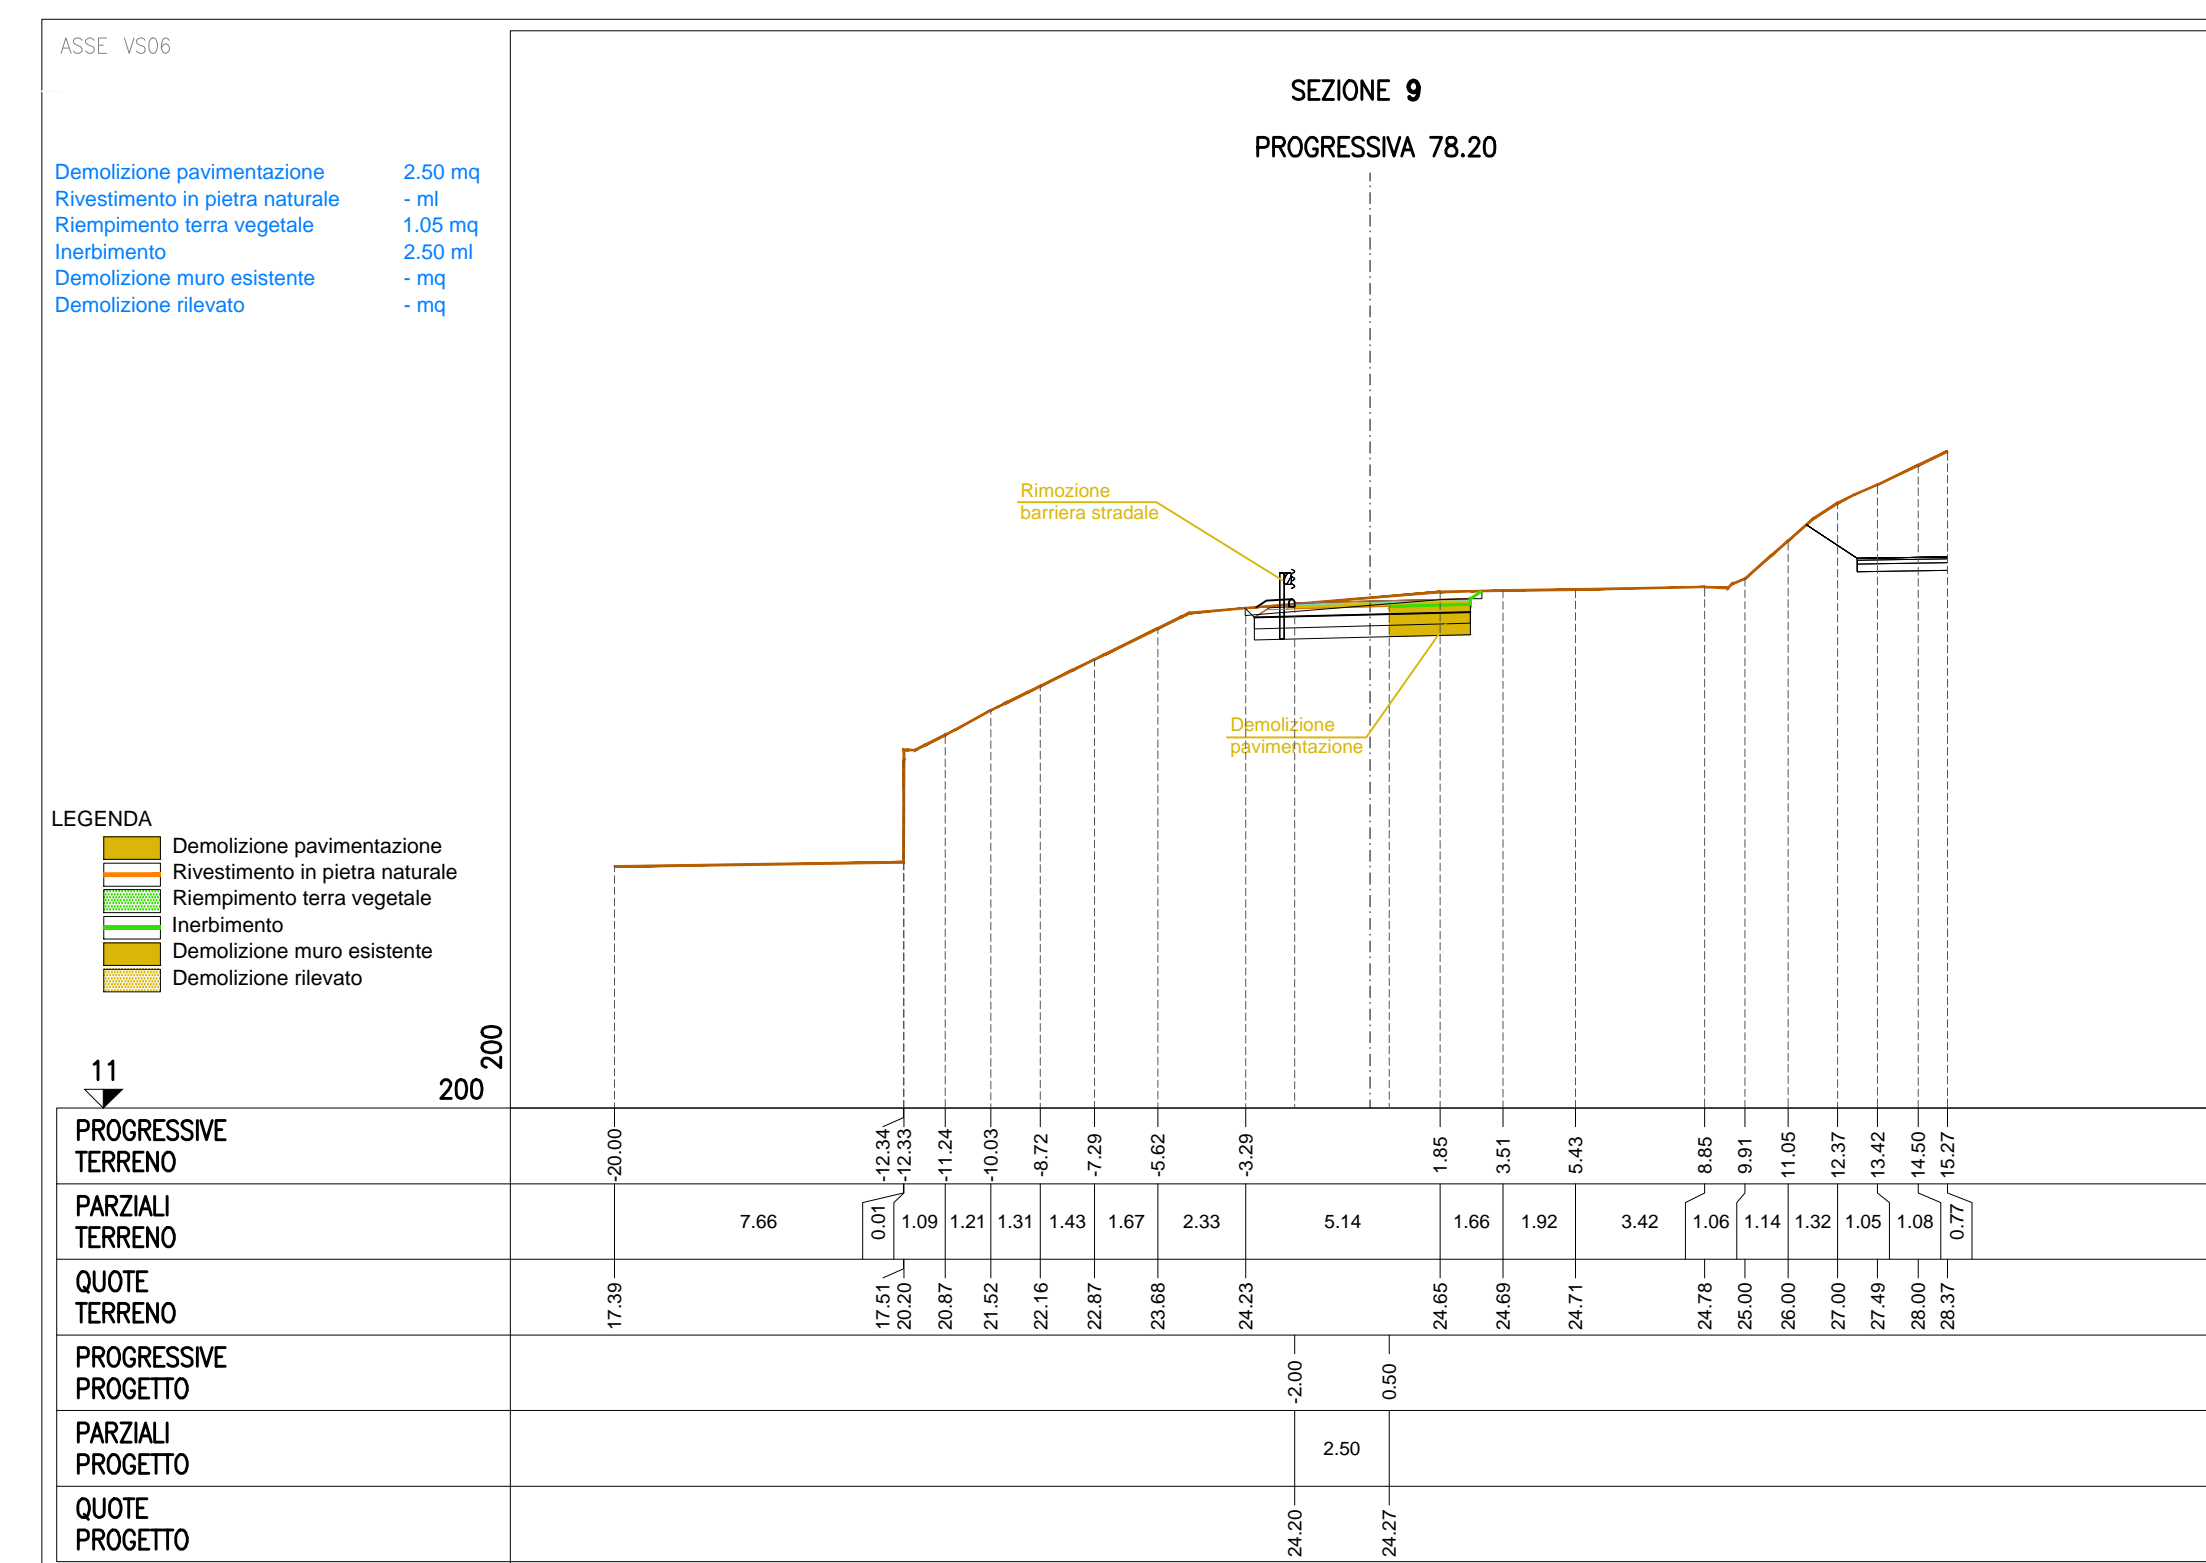 ASSE VS06
SEZIONE 9
PROGRESSIVA 78.20
Demolizione pavimentazione 2.50 mq
Rivestimento in pietra naturale - ml
Riempimento terra vegetale 1.05 mq
Inerbimento 2.50 ml
Demolizione muro esistente - mq
Demolizione rilevato - mq
Rimozione
barriera stradale
Demolizione
pavimentazione
LEGENDA
Demolizione pavimentazione
Rivestimento in pietra naturale
Riempimento terra vegetale
Inerbimento
Demolizione muro esistente
Demolizione rilevato
11
200
200
PROGRESSIVE
TERRENO
-20.00 -12.34 -12.33 -11.24 -10.03 -8.72 -7.29 -5.62 -3.29 1.85 3.51 5.43 8.85 9.91 11.05 12.37 13.42 14.50 15.27
PARZIALI
TERRENO
7.66 0.01 1.09 1.21 1.31 1.43 1.67 2.33 5.14 1.66 1.92 3.42 1.06 1.14 1.32 1.05 1.08 0.77
QUOTE
TERRENO
17.39 17.51 20.20 20.87 21.52 22.16 22.87 23.68 24.23 24.65 24.69 24.71 24.78 25.00 26.00 27.00 27.49 28.00 28.37
PROGRESSIVE
PROGETTO
-2.00 0.50
PARZIALI
PROGETTO
2.50
QUOTE
PROGETTO
24.20 24.27